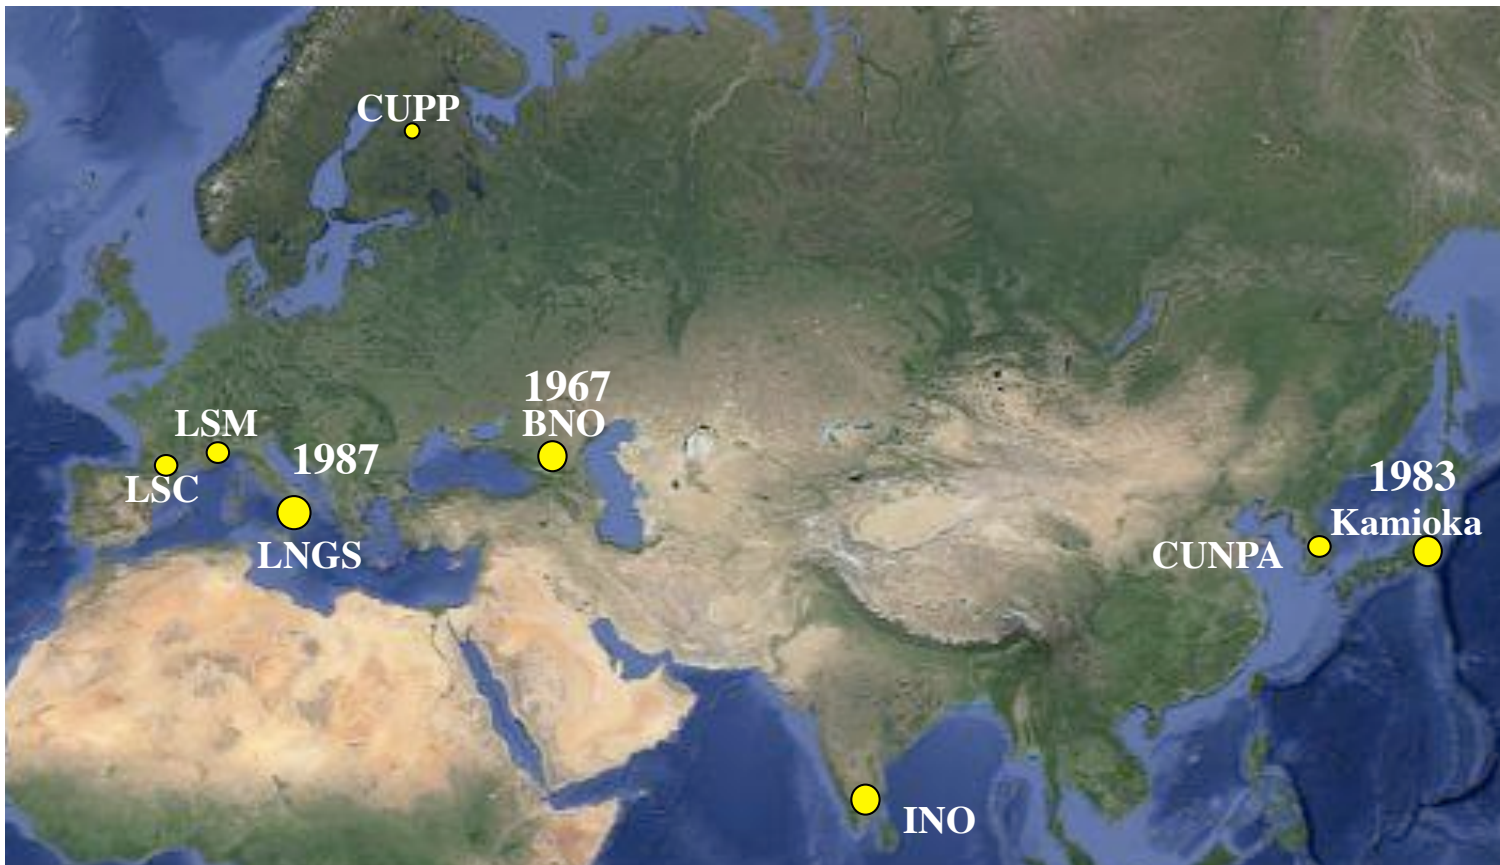 CUPP
1967
BNO
LSM
1987
LSC
LNGS
1983
Kamioka
CUNPA
INO